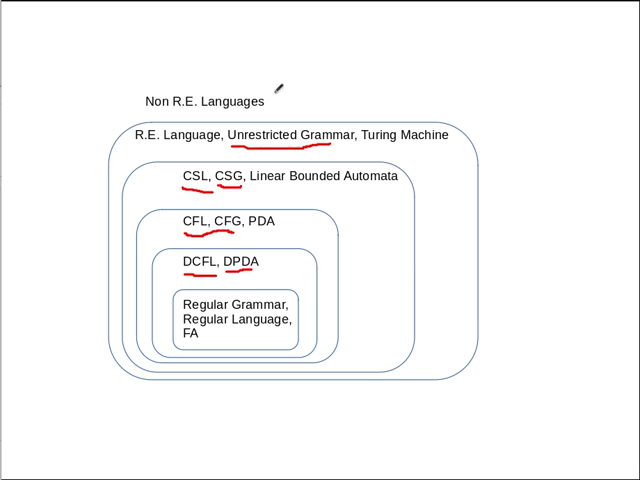 Non R.E. Languages
R.E. Language, Unrestricted Grammar, Turing Machine
CSL, CSG, Linear Bounded Automata
CFL, CFG, PDA
DCFL, DPDA
Regular Grammar,
Regular Language,
FA